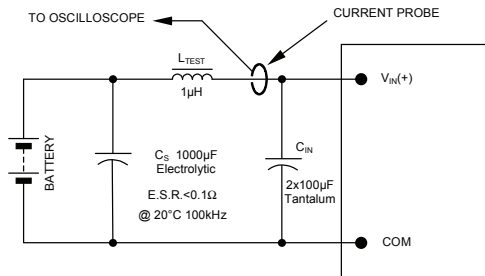 TO OSCILLOSCOPE
CURRENT PROBE
LTEST
1μH
VIN(+)
BATTERY
CS 1000μF
Electrolytic
E.S.R.<0.1Ω
@ 20°C 100kHz
CIN
2x100μF
Tantalum
COM